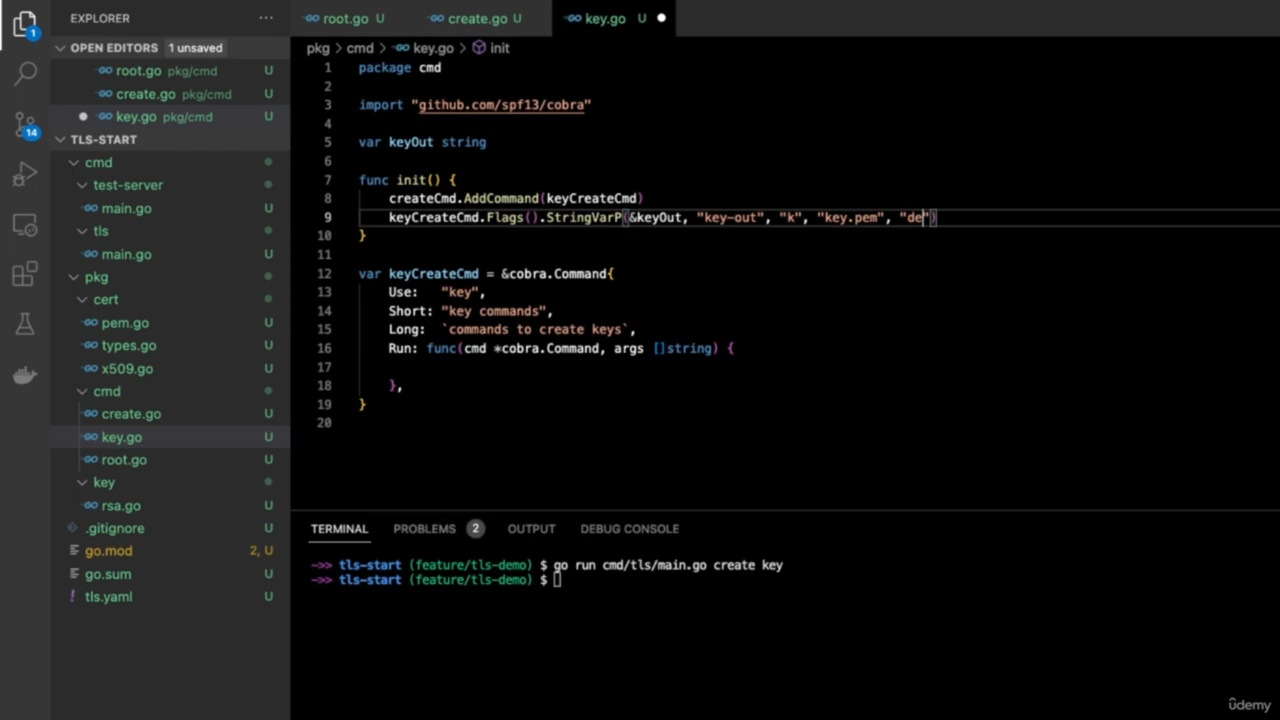 EXPLORER ···
OPEN EDITORS 1 unsaved
root.go pkg/cmd U
create.go pkg/cmd U
key.go pkg/cmd U
TLS-START
cmd
test-server
main.go U
tls
main.go U
pkg
cert
pem.go U
types.go U
x509.go U
cmd
create.go U
key.go U
root.go U
key
rsa.go U
.gitignore U
go.mod 2, U
go.sum U
! tls.yaml U
1
14
root.go U create.go U key.go U
pkg > cmd > key.go > init
1 package cmd
2
3 import "github.com/spf13/cobra"
4
5 var keyOut string
6
7 func init() {
8 createCmd.AddCommand(keyCreateCmd)
9 keyCreateCmd.Flags().StringVarP(&keyOut, "key-out", "k", "key.pem", "de")
10 }
11
12 var keyCreateCmd = &cobra.Command{
13 Use: "key",
14 Short: "key commands",
15 Long: `commands to create keys`,
16 Run: func(cmd *cobra.Command, args []string) {
17
18 },
19 }
20
TERMINAL PROBLEMS 2 OUTPUT DEBUG CONSOLE
->> tls-start (feature/tls-demo) $ go run cmd/tls/main.go create key
->> tls-start (feature/tls-demo) $
ûdemy